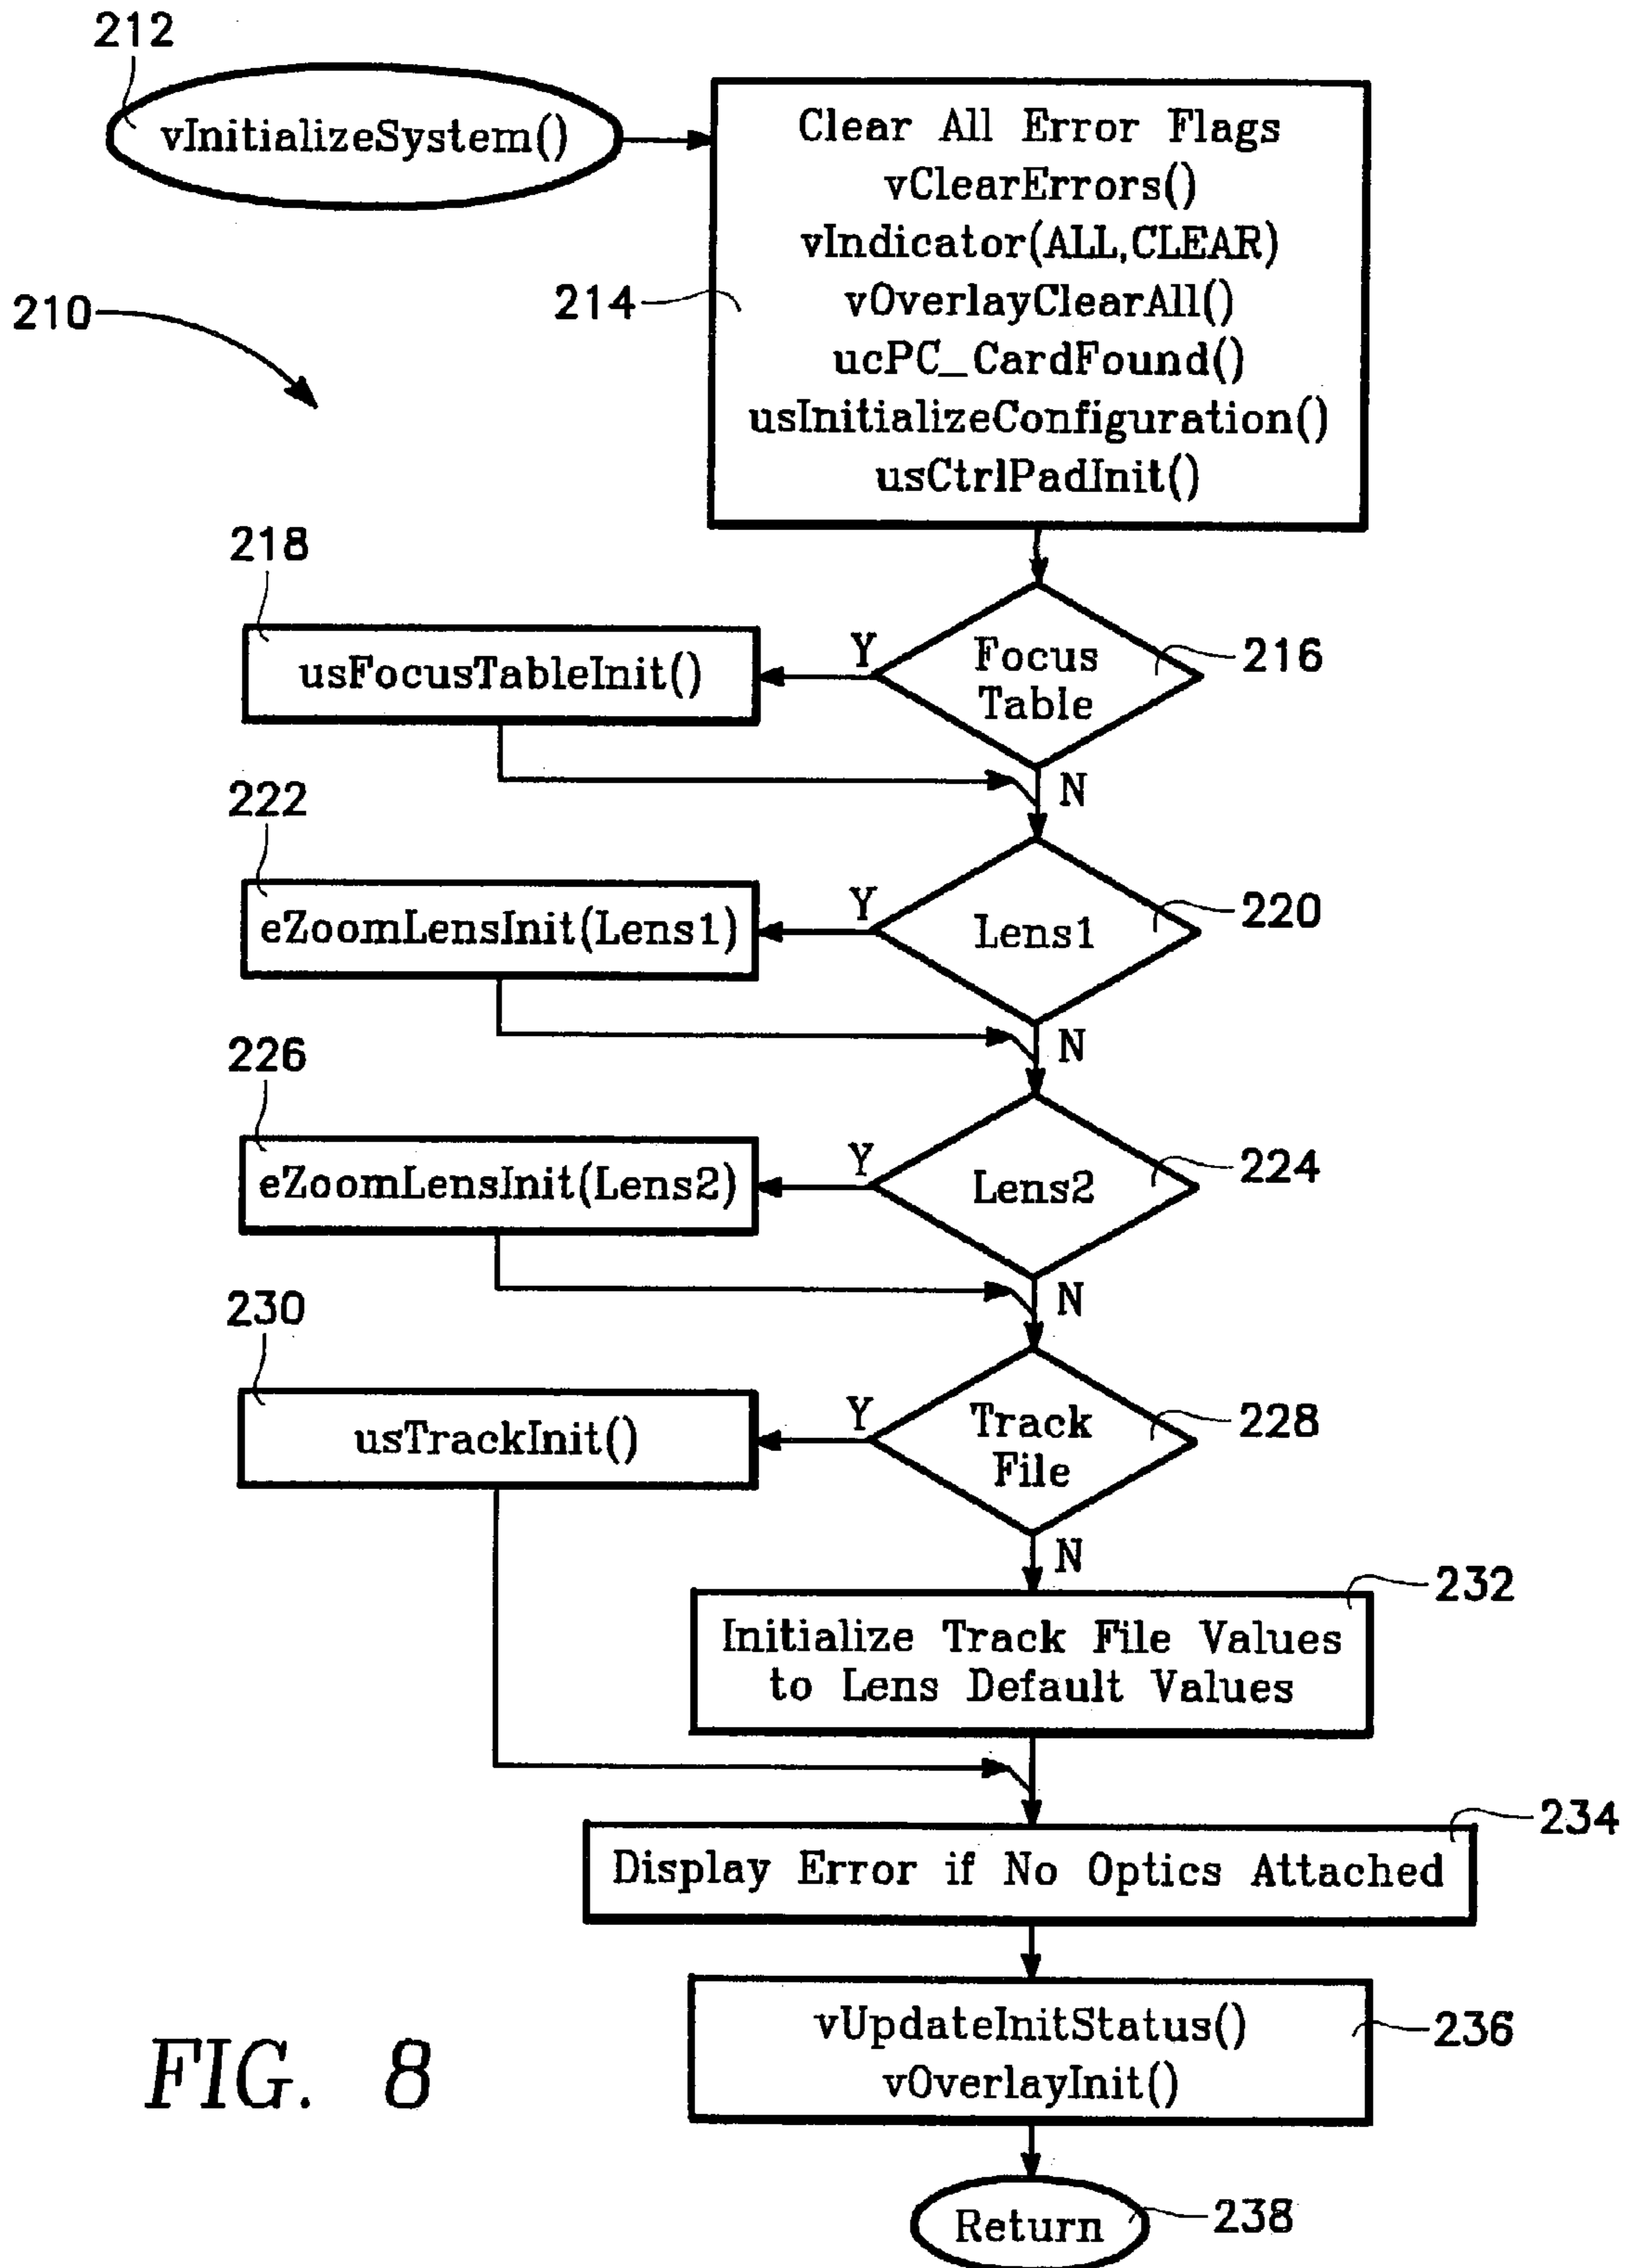 212
vInitializeSystem()
Clear All Error Flags
vClearErrors()
vIndicator(ALL,CLEAR)
vOverlayClearAll()
ucPC_CardFound()
usInitializeConfiguration()
usCtrlPadInit()
214
210
218
usFocusTableInit()
Y
Focus
Table
216
N
222
eZoomLensInit(Lens1)
Y
Lens1
220
N
226
eZoomLensInit(Lens2)
Y
Lens2
224
N
230
usTrackInit()
Y
Track
File
228
N
232
Initialize Track File Values
to Lens Default Values
234
Display Error if No Optics Attached
vUpdateInitStatus()
vOverlayInit()
236
FIG. 8
Return
238